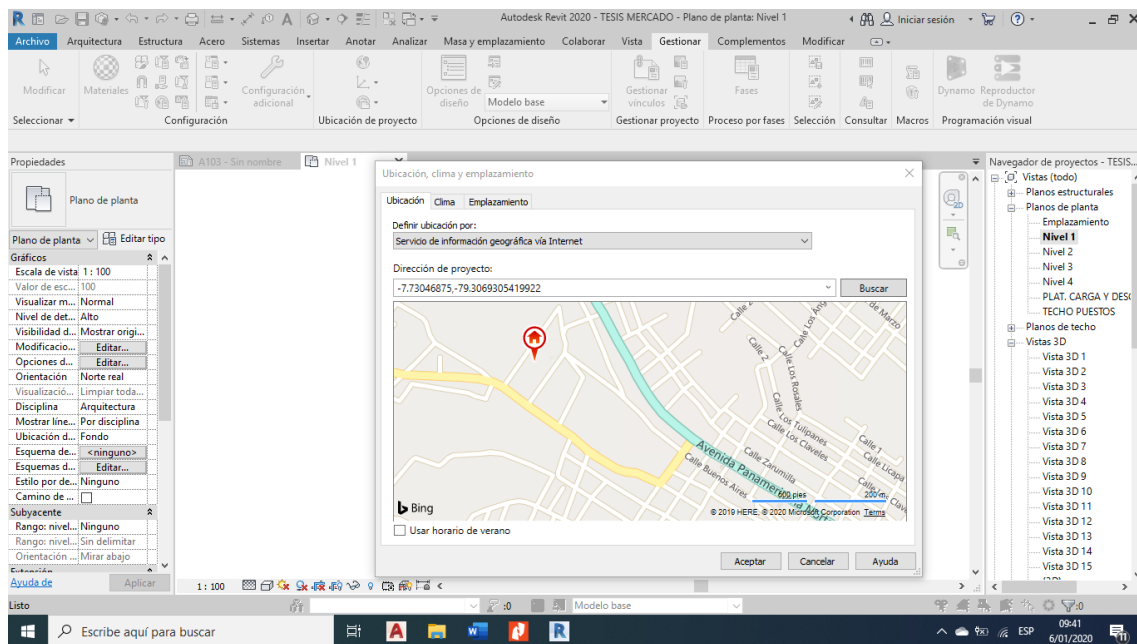 Autodesk Revit 2020 - TESIS MERCADO - Plano de planta: Nivel 1
Iniciar sesión
Archivo Arquitectura Estructura Acero Sistemas Insertar Anotar Analizar Masa y emplazamiento Colaborar Vista Gestionar Complementos Modificar
Modificar
Materiales
Configuración
adicional
Opciones de
diseño
Modelo base
Gestionar
vínculos
Fases
Dynamo
Reproductor
de Dynamo
Seleccionar
Configuración
Ubicación de proyecto
Opciones de diseño
Gestionar proyecto
Proceso por fases
Selección
Consultar
Macros
Programación visual
Propiedades
Plano de planta
Plano de planta
Editar tipo
Gráficos
Escala de vista 1 : 100
Valor de esc... 100
Visualizar m... Normal
Nivel de det... Alto
Visibilidad d... Mostrar origi...
Modificacio... Editar...
Opciones d... Editar...
Orientación Norte real
Visualizació... Limpiar toda...
Disciplina Arquitectura
Mostrar líne... Por disciplina
Ubicación d... Fondo
Esquema de... <ninguno>
Esquemas d... Editar...
Estilo por de... Ninguno
Camino de ...
Subyacente
Rango: nivel... Ninguno
Rango: nivel... Sin delimitar
Orientación ... Mirar abajo
Extensión
Ayuda de
Aplicar
A103 - Sin nombre
Nivel 1
Ubicación, clima y emplazamiento
Ubicación Clima Emplazamiento
Definir ubicación por:
Servicio de información geográfica vía Internet
Dirección de proyecto:
-7.73046875,-79.3069305419922
Buscar
Calle 2
Calle Los Ang
de Marzo
Calle 2
Calle Los Rosales
Calle Los Tulipanes
Calle Los Claveles
Calle 1
Calle Licapa
Calle Zarumilla
Calle Buenos Aires
Avenida Panamericana Norte
600 pies
200 m
Bing
© 2019 HERE, © 2020 Microsoft Corporation Terms
Usar horario de verano
Aceptar
Cancelar
Ayuda
2D
Navegador de proyectos - TESIS...
Vistas (todo)
Planos estructurales
Planos de planta
Emplazamiento
Nivel 1
Nivel 2
Nivel 3
Nivel 4
PLAT. CARGA Y DESC
TECHO PUESTOS
Planos de techo
Vistas 3D
Vista 3D 1
Vista 3D 2
Vista 3D 3
Vista 3D 4
Vista 3D 5
Vista 3D 6
Vista 3D 7
Vista 3D 8
Vista 3D 9
Vista 3D 10
Vista 3D 11
Vista 3D 12
Vista 3D 13
Vista 3D 14
Vista 3D 15
1 : 100
Listo
:0
Modelo base
:0
Escribe aquí para buscar
ESP
09:41
6/01/2020